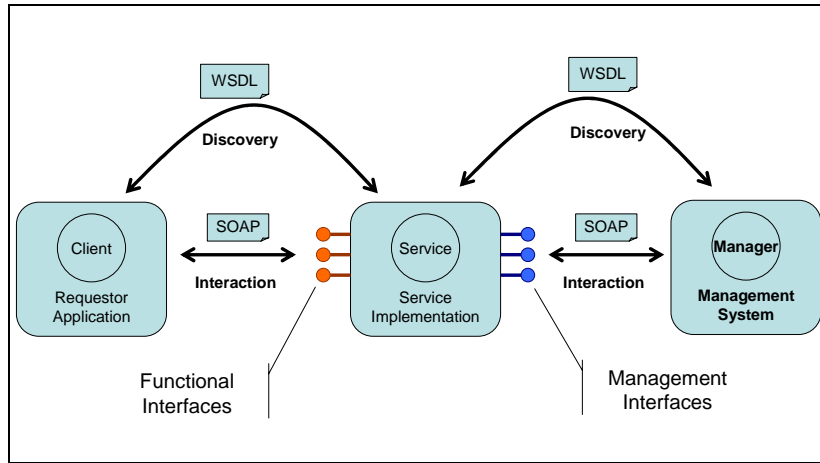 WSDL
WSDL
Discovery
Discovery
SOAP
SOAP
Client
Service
Manager
Interaction
Interaction
Requestor
Application
Service
Implementation
Management
System
Functional
Interfaces
Management
Interfaces